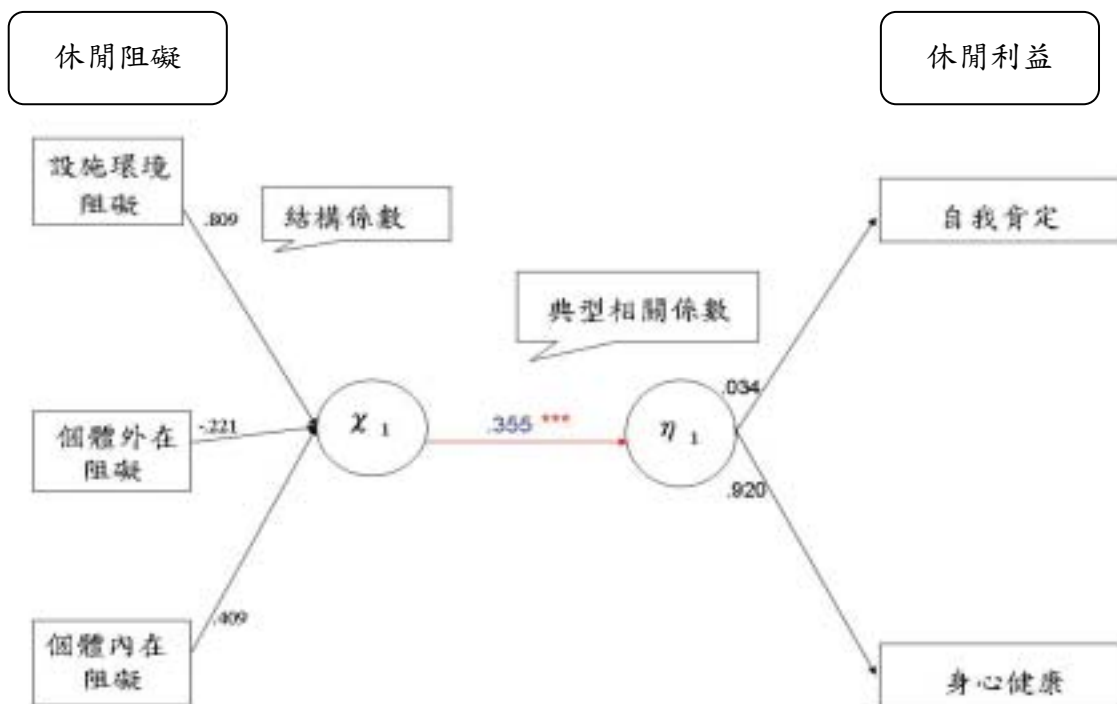 休閒阻礙
休閒利益
設施環境
阻礙
.809
結構係數
自我肯定
典型相關係數
.034
個體外在
阻礙
-.221
χ 1
.355 ***
η 1
.920
個體內在
阻礙
.409
身心健康